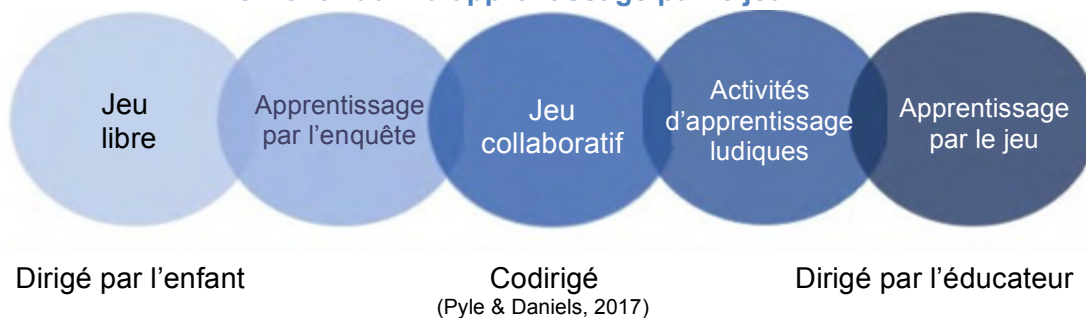 Jeu
libre
Apprentissage
par l'enquête
Jeu
collaboratif
Activités
d'apprentissage
ludiques
Apprentissage
par le jeu
Dirigé par l'enfant
Codirigé
(Pyle & Daniels, 2017)
Dirigé par l'éducateur